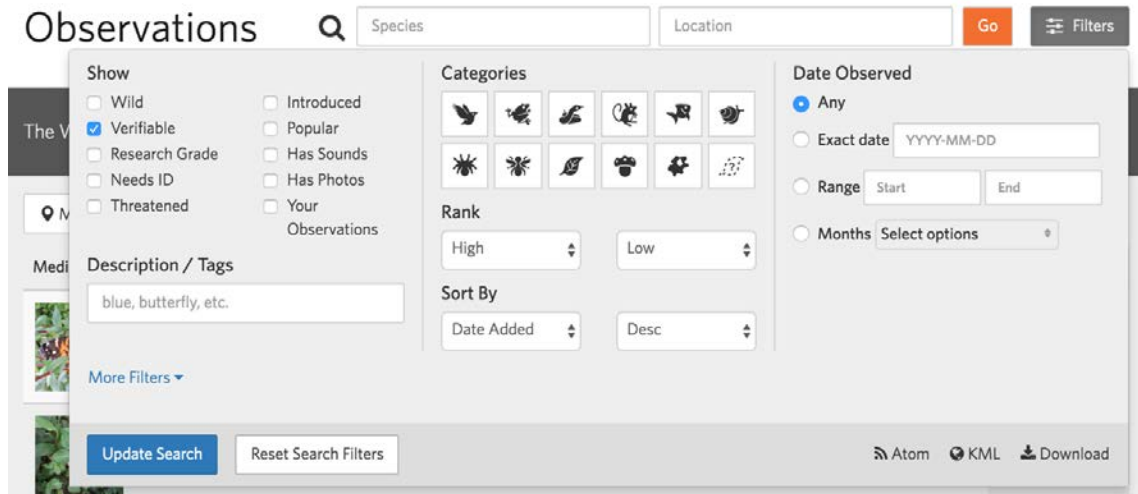 Observations
Species
Location
Go
Filters
The V
M
Medi
Show
Wild
Verifiable
Research Grade
Needs ID
Threatened
Introduced
Popular
Has Sounds
Has Photos
Your
Observations
Description / Tags
blue, butterfly, etc.
More Filters
Categories
?
Rank
High
Low
Sort By
Date Added
Desc
Date Observed
Any
Exact date YYYY-MM-DD
Range Start End
Months Select options
Update Search
Reset Search Filters
Atom
KML
Download